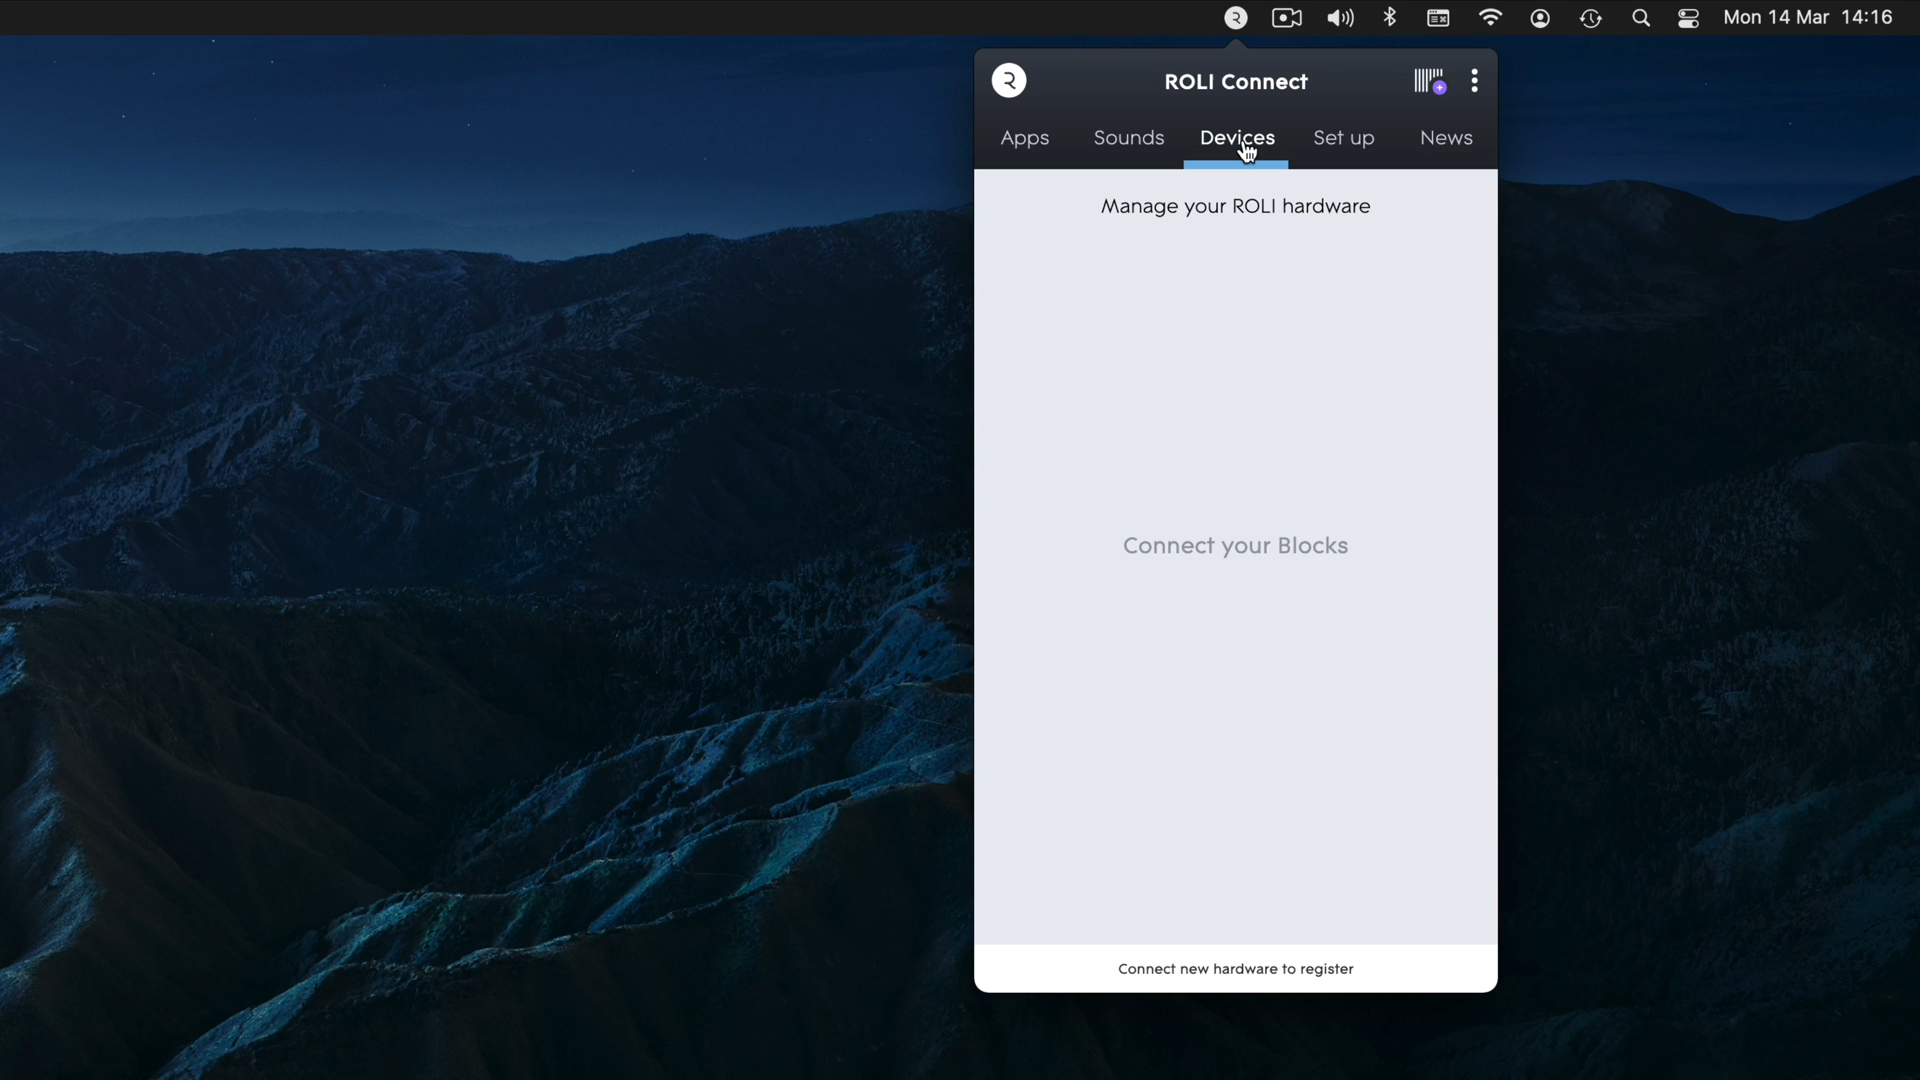 Mon 14 Mar 14:16
ROLI Connect
Apps Sounds Devices Set up News
Manage your ROLI hardware
Connect your Blocks
Connect new hardware to register